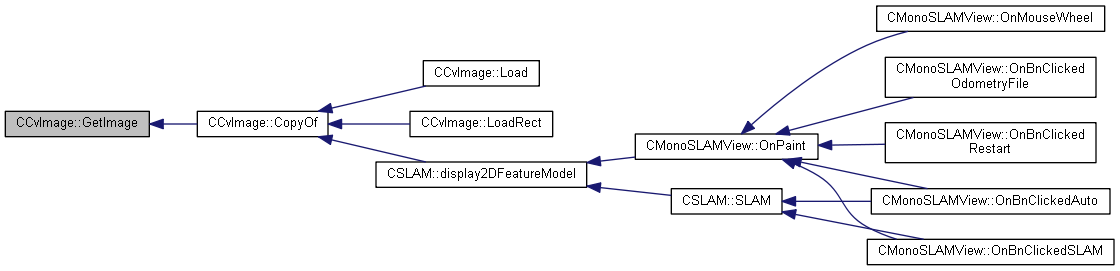 CCvImage::GetImage
CCvImage::CopyOf
CCvImage::Load
CCvImage::LoadRect
CSLAM::display2DFeatureModel
CMonoSLAMView::OnPaint
CSLAM::SLAM
CMonoSLAMView::OnMouseWheel
CMonoSLAMView::OnBnClicked
OdometryFile
CMonoSLAMView::OnBnClicked
Restart
CMonoSLAMView::OnBnClickedAuto
CMonoSLAMView::OnBnClickedSLAM